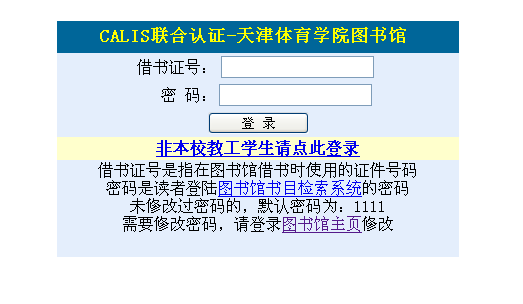 CALIS联合认证-天津体育学院图书馆
借书证号：
密 码：
登 录
非本校教工学生请点此登录
借书证号是指在图书馆借书时使用的证件号码
密码是读者登陆图书馆书目检索系统的密码
未修改过密码的，默认密码为：1111
需要修改密码，请登录图书馆主页修改